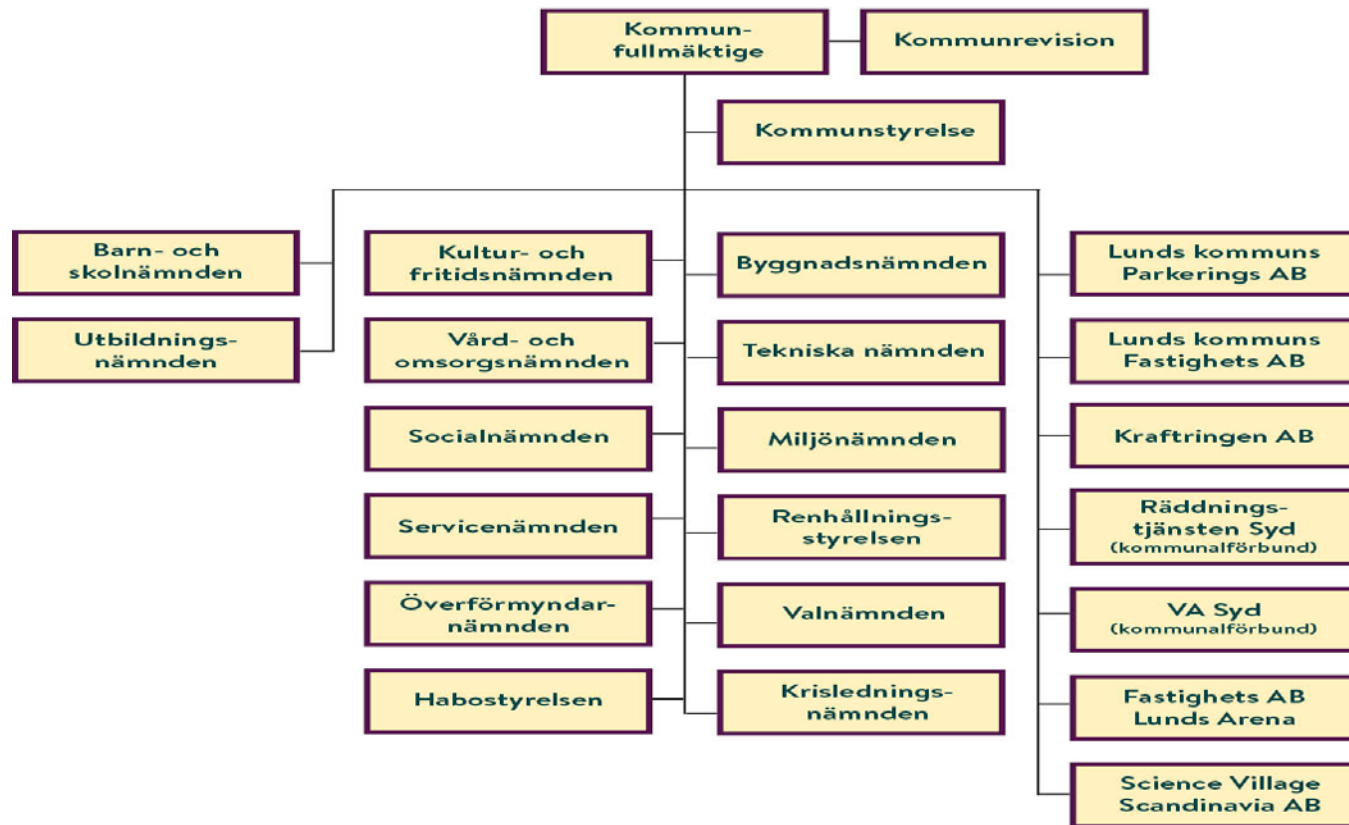 Kommun-
fullmäktige
Kommunrevision
Kommunstyrelse
Barn- och
skolnämnden
Utbildnings-
nämnden
Kultur- och
fritidsnämnden
Vård- och
omsorgsnämnden
Socialnämnden
Servicenämnden
Överförmyndar-
nämnden
Habostyrelsen
Byggnadsnämnden
Tekniska nämnden
Miljönämnden
Renhållnings-
styrelsen
Valnämnden
Krislednings-
nämnden
Lunds kommuns
Parkerings AB
Lunds kommuns
Fastighets AB
Kraftringen AB
Räddnings-
tjänsten Syd
(kommunalförbund)
VA Syd
(kommunalförbund)
Fastighets AB
Lunds Arena
Science Village
Scandinavia AB